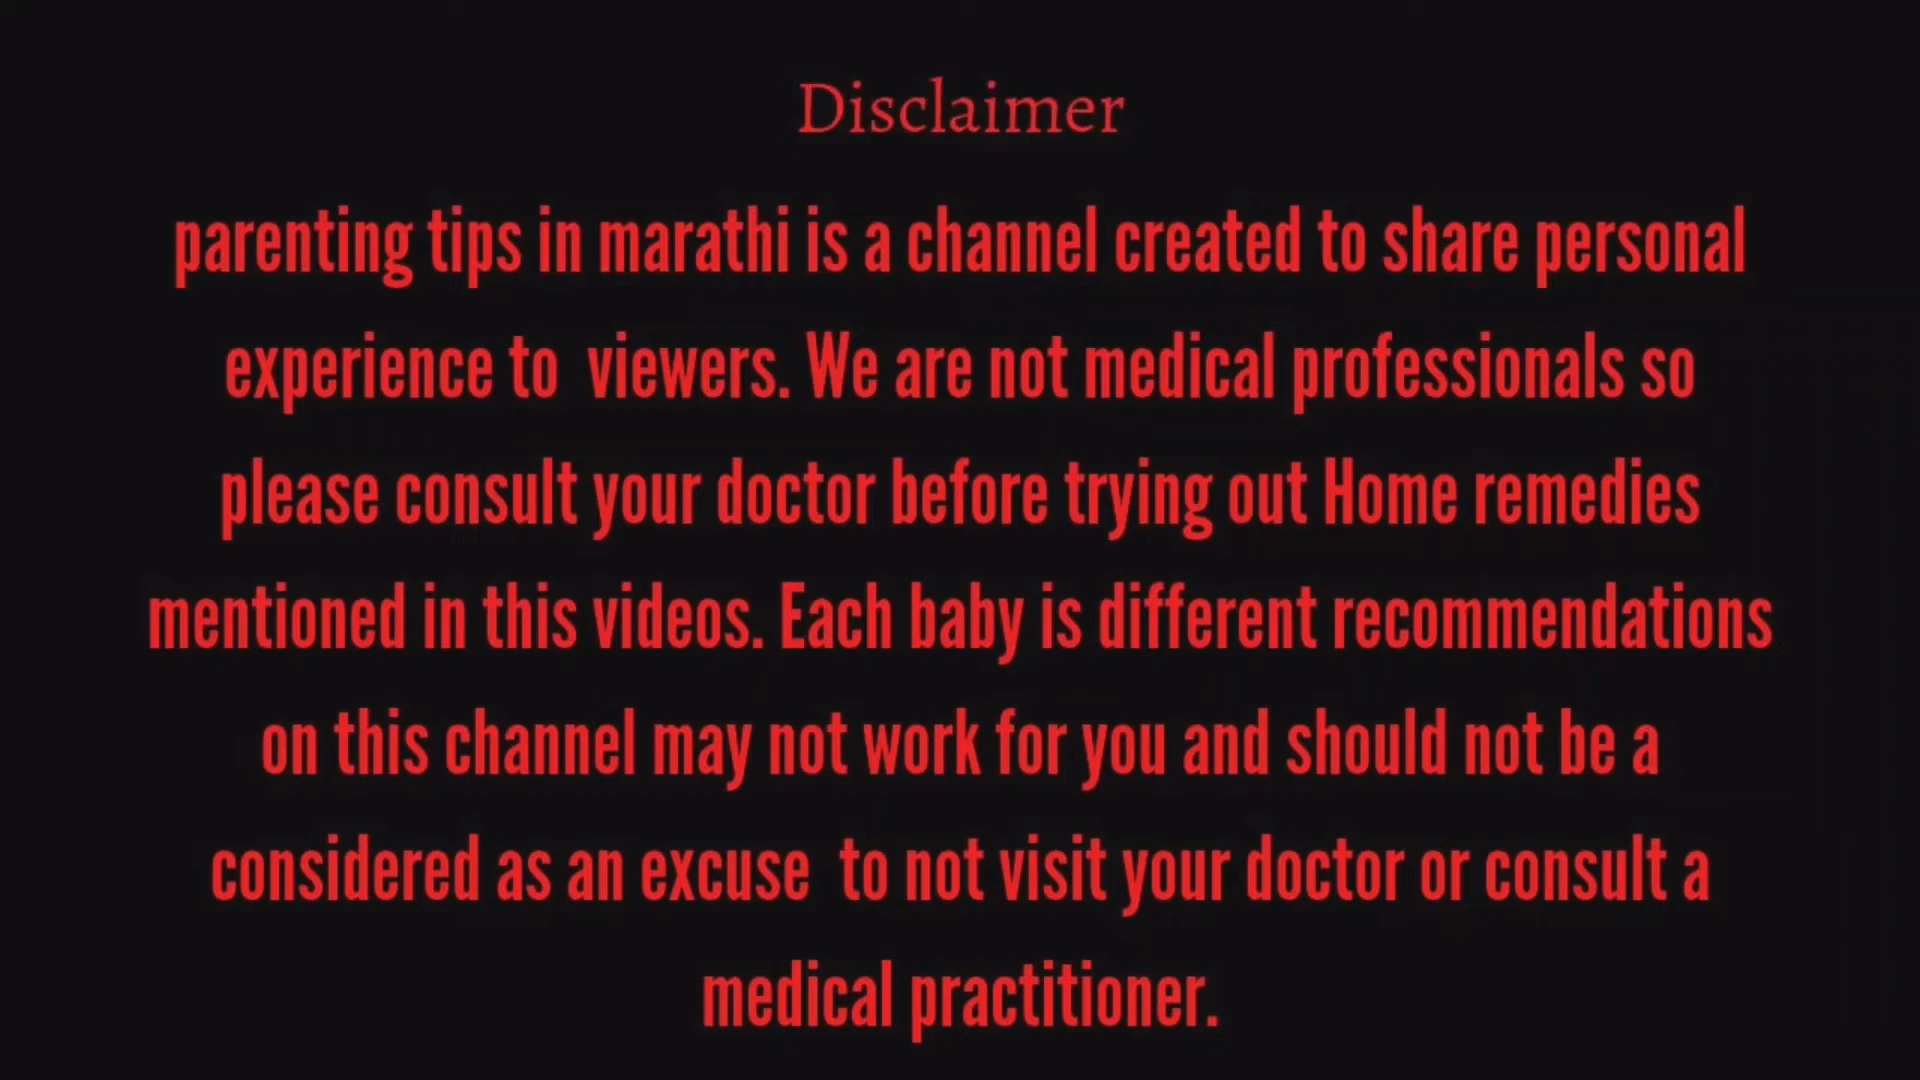 Disclaimer
parenting tips in marathi is a channel created to share personal
experience to viewers. We are not medical professionals so
please consult your doctor before trying out Home remedies
mentioned in this videos. Each baby is different recommendations
on this channel may not work for you and should not be a
considered as an excuse to not visit your doctor or consult a
medical practitioner.